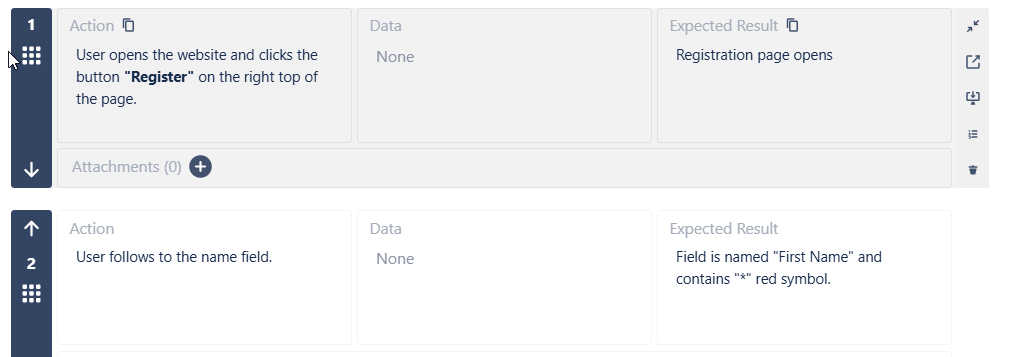 1
Action
Data
Expected Result
User opens the website and clicks the
button "Register" on the right top of
the page.
None
Registration page opens
Attachments (0)
2
Action
Data
Expected Result
User follows to the name field.
None
Field is named "First Name" and
contains "*" red symbol.